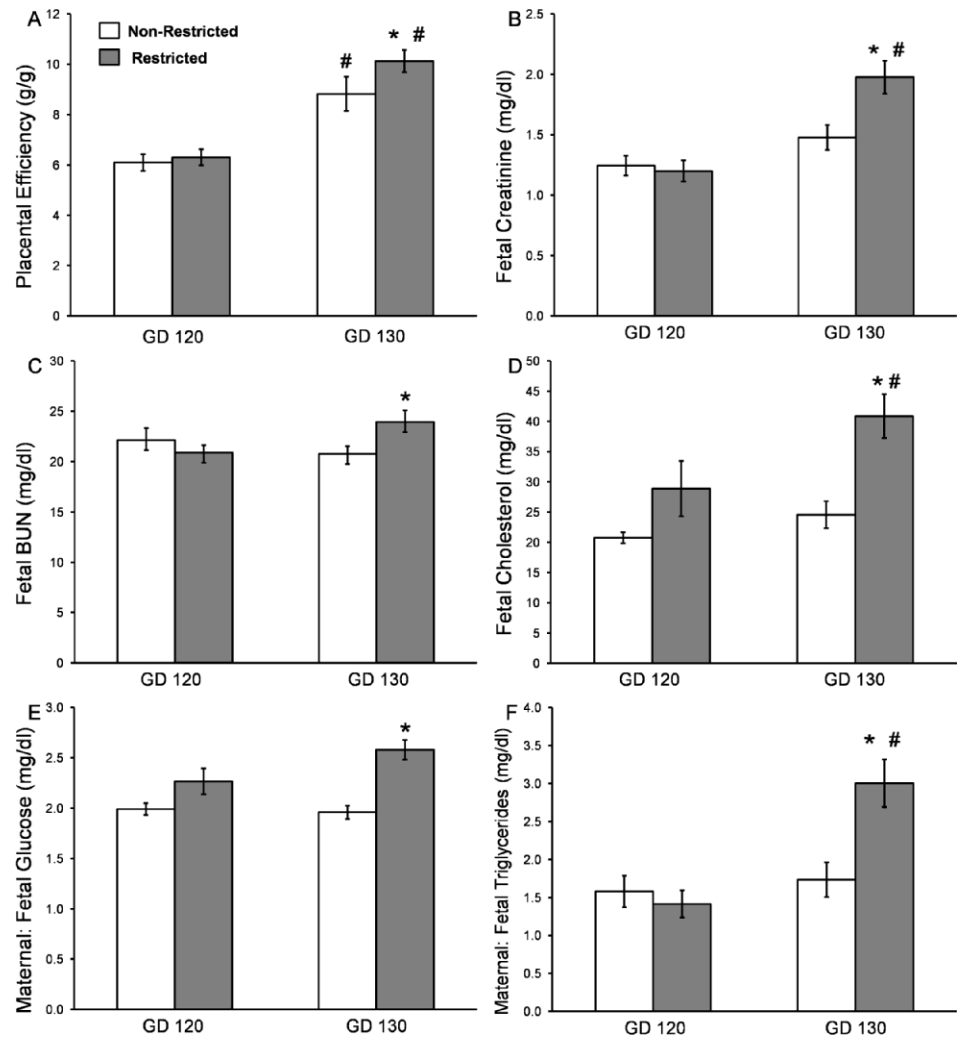 A
Placental Efficiency (g/g)
12
10
8
6
4
2
0
Non-Restricted
Restricted
#
* #
GD 120
GD 130
B
Fetal Creatinine (mg/dl)
2.5
2.0
1.5
1.0
0.5
0.0
* #
GD 120
GD 130
C
Fetal BUN (mg/dl)
30
25
20
15
10
5
0
*
GD 120
GD 130
D
Fetal Cholesterol (mg/dl)
50
45
40
35
30
25
20
15
10
5
0
* #
GD 120
GD 130
E
Maternal: Fetal Glucose (mg/dl)
3.0
2.5
2.0
1.5
1.0
0.5
0.0
*
GD 120
GD 130
F
Maternal: Fetal Triglycerides (mg/dl)
4.0
3.5
3.0
2.5
2.0
1.5
1.0
0.5
0.0
* #
GD 120
GD 130